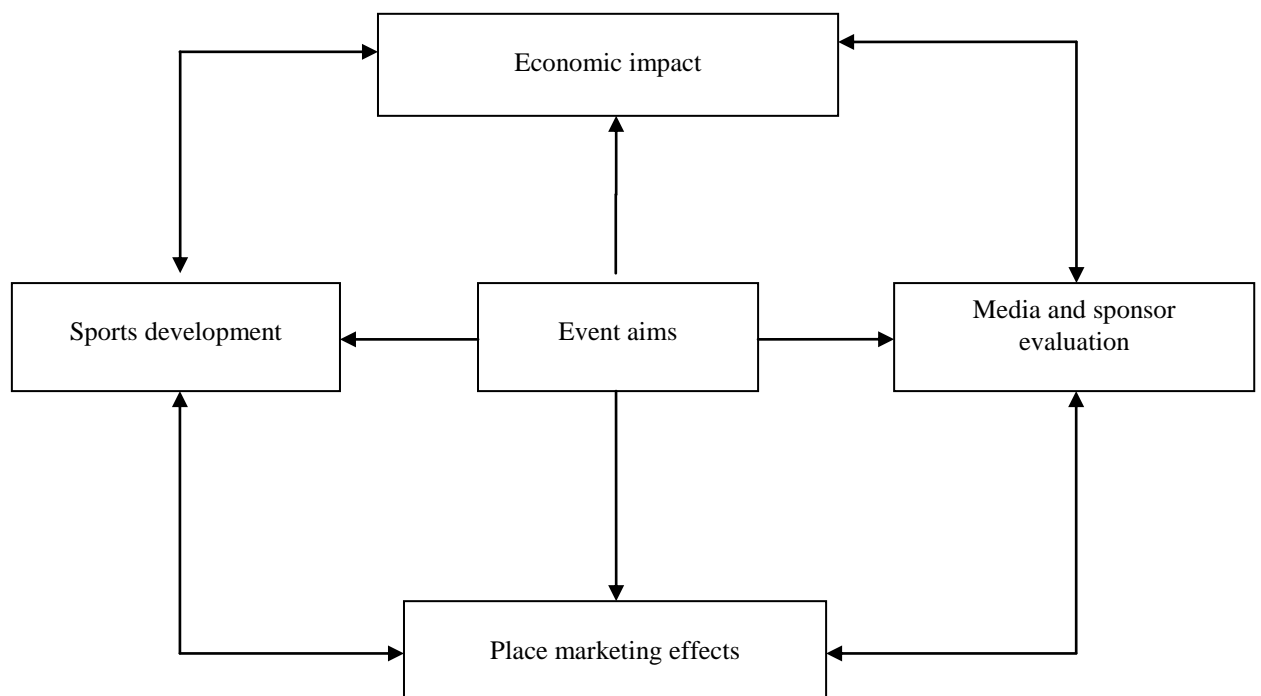 Economic impact
Sports development
Event aims
Media and sponsor
evaluation
Place marketing effects